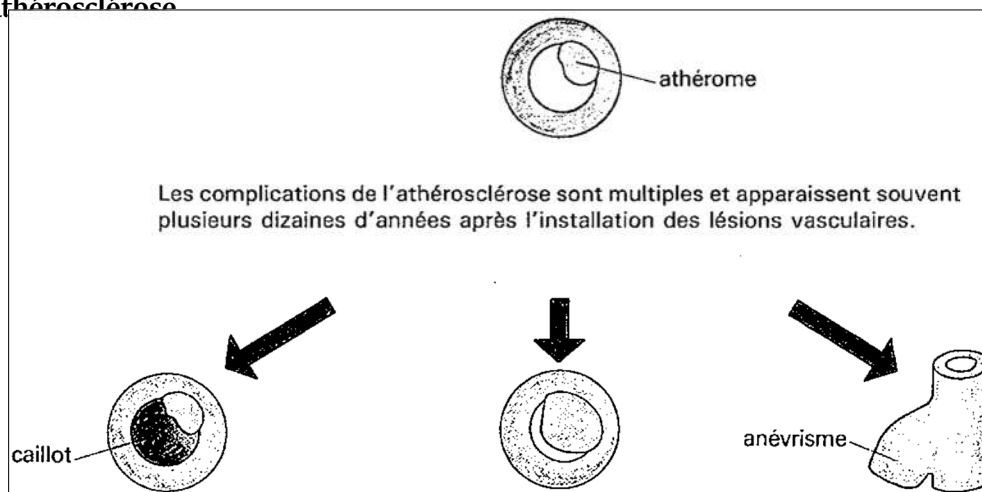 athérosclérose
athérome
Les complications de l'athérosclérose sont multiples et apparaissent souvent
plusieurs dizaines d'années après l'installation des lésions vasculaires.
caillot
anévrisme